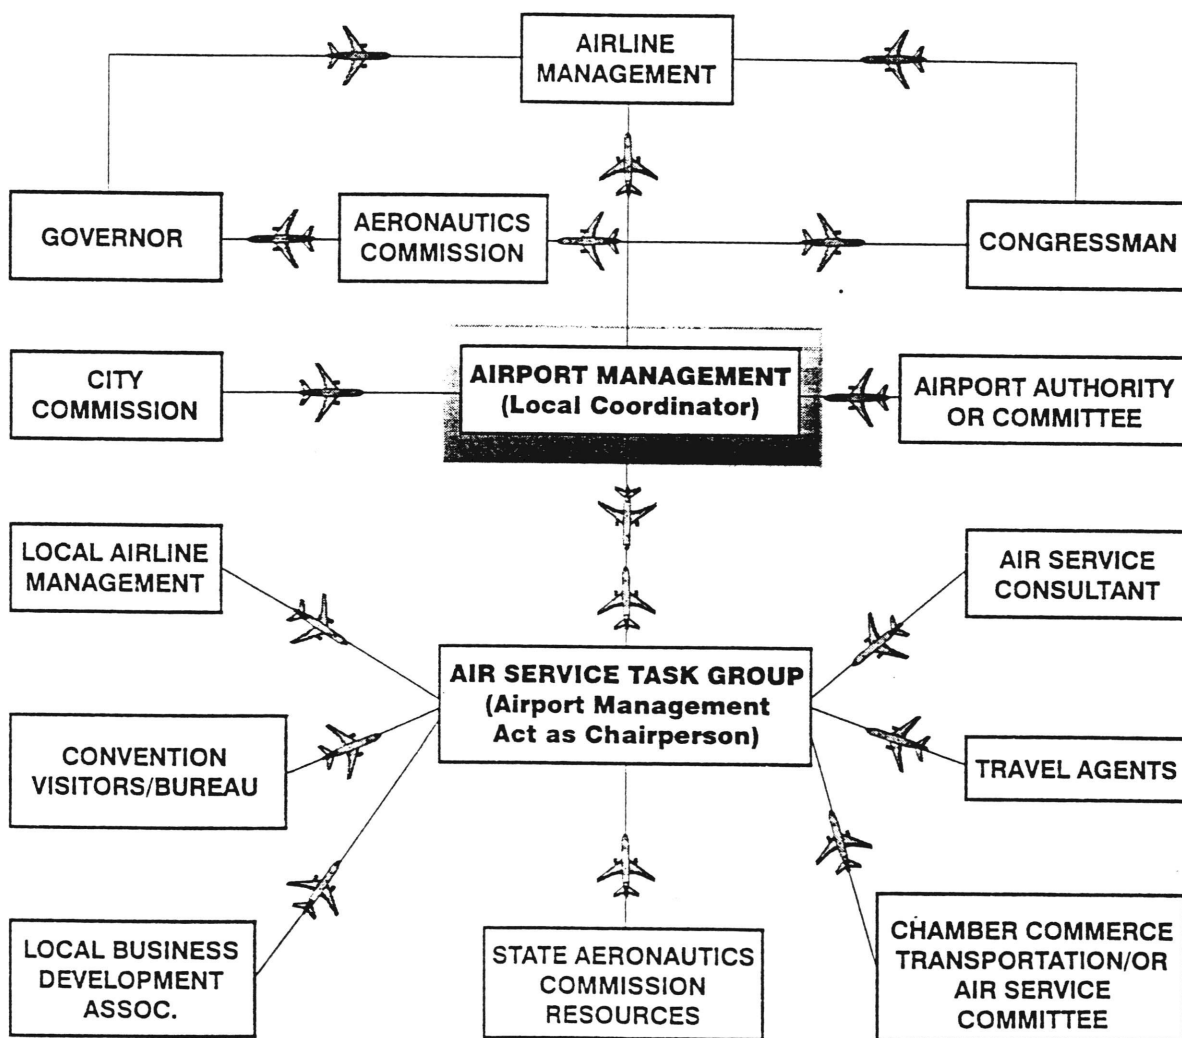 AIRLINE
MANAGEMENT
GOVERNOR
AERONAUTICS
COMMISSION
CONGRESSMAN
CITY
COMMISSION
AIRPORT MANAGEMENT
(Local Coordinator)
AIRPORT AUTHORITY
OR COMMITTEE
LOCAL AIRLINE
MANAGEMENT
AIR SERVICE
CONSULTANT
AIR SERVICE TASK GROUP
(Airport Management
Act as Chairperson)
CONVENTION
VISITORS/BUREAU
TRAVEL AGENTS
LOCAL BUSINESS
DEVELOPMENT
ASSOC.
STATE AERONAUTICS
COMMISSION
RESOURCES
CHAMBER COMMERCE
TRANSPORTATION/OR
AIR SERVICE
COMMITTEE